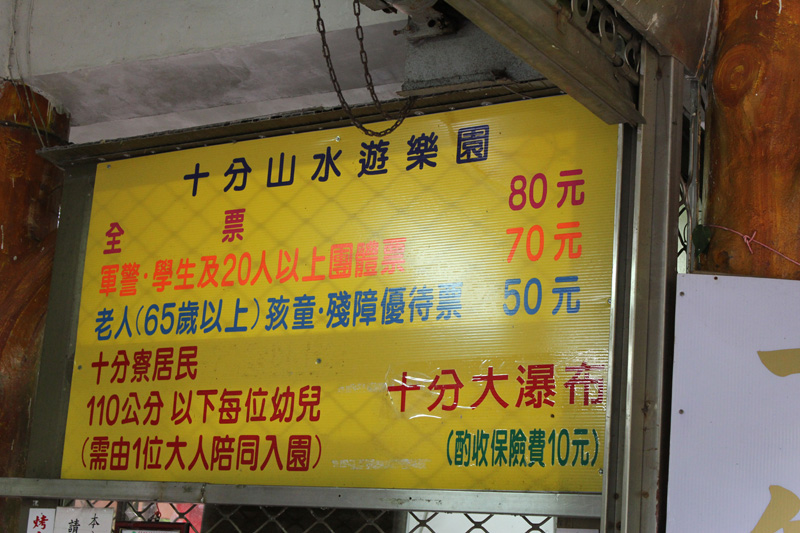 十分山水遊樂園
全票 80元
軍警·學生及20人以上團體票 70元
老人(65歲以上)孩童·殘障優待票 50元
十分寮居民
110公分以下每位幼兒
(需由1位大人陪同入園)
十分大瀑布
(酌收保險費10元)
烤
本
請